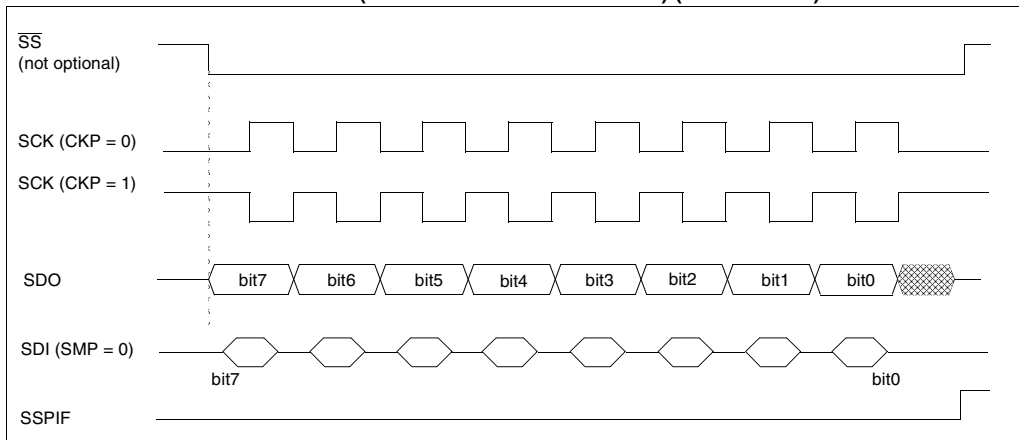 SS
(not optional)
SCK (CKP = 0)
SCK (CKP = 1)
SDO
bit7 bit6 bit5 bit4 bit3 bit2 bit1 bit0
SDI (SMP = 0)
bit7 bit0
SSPIF